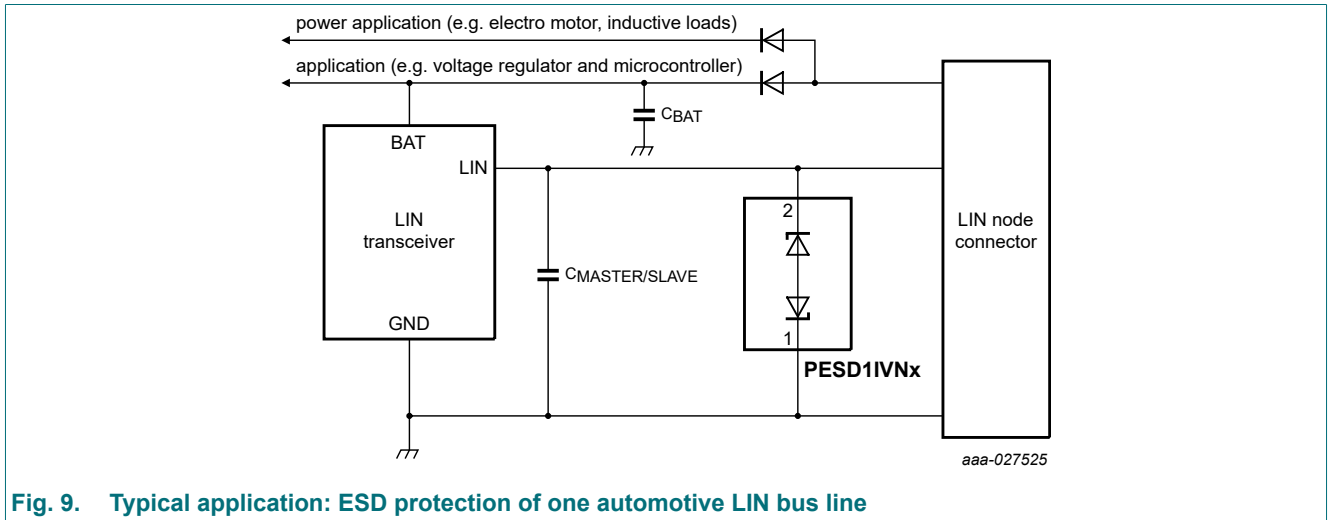 power application (e.g. electro motor, inductive loads)
application (e.g. voltage regulator and microcontroller)
CBAT
BAT
LIN
LIN
transceiver
GND
CMASTER/SLAVE
2
1
PESD1IVNx
LIN node
connector
aaa-027525
Fig. 9. Typical application: ESD protection of one automotive LIN bus line